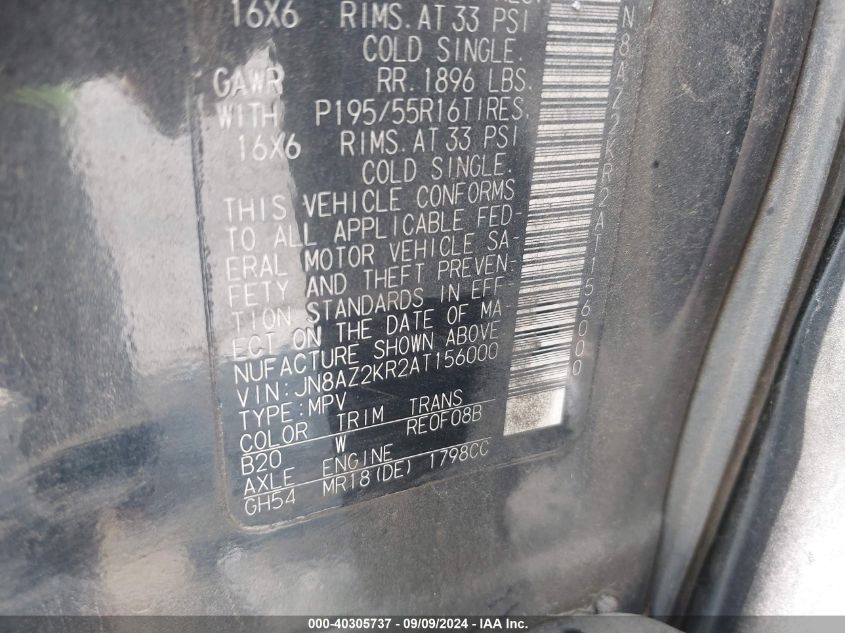 16X6 RIMS. AT 33 PSI
COLD SINGLE.
GAWR RR. 1896 LBS.
WITH P195/55R16TIRES,
16X6 RIMS. AT 33 PSI
COLD SINGLE.
THIS VEHICLE CONFORMS
TO ALL APPLICABLE FED-
ERAL MOTOR VEHICLE SA-
FETY AND THEFT PREVEN-
TION STANDARDS IN EFF
ECT ON THE DATE OF MA-
NUFACTURE SHOWN ABOVE
VIN:JN8AZ2KR2AT156000
TYPE:MPV
COLOR TRIM TRANS
B20 W RE0F08B
AXLE ENGINE
GH54 MR18(DE) 1798CC
N8AZ2KR2AT156000
000-40305737 - 09/09/2024 - IAA Inc.